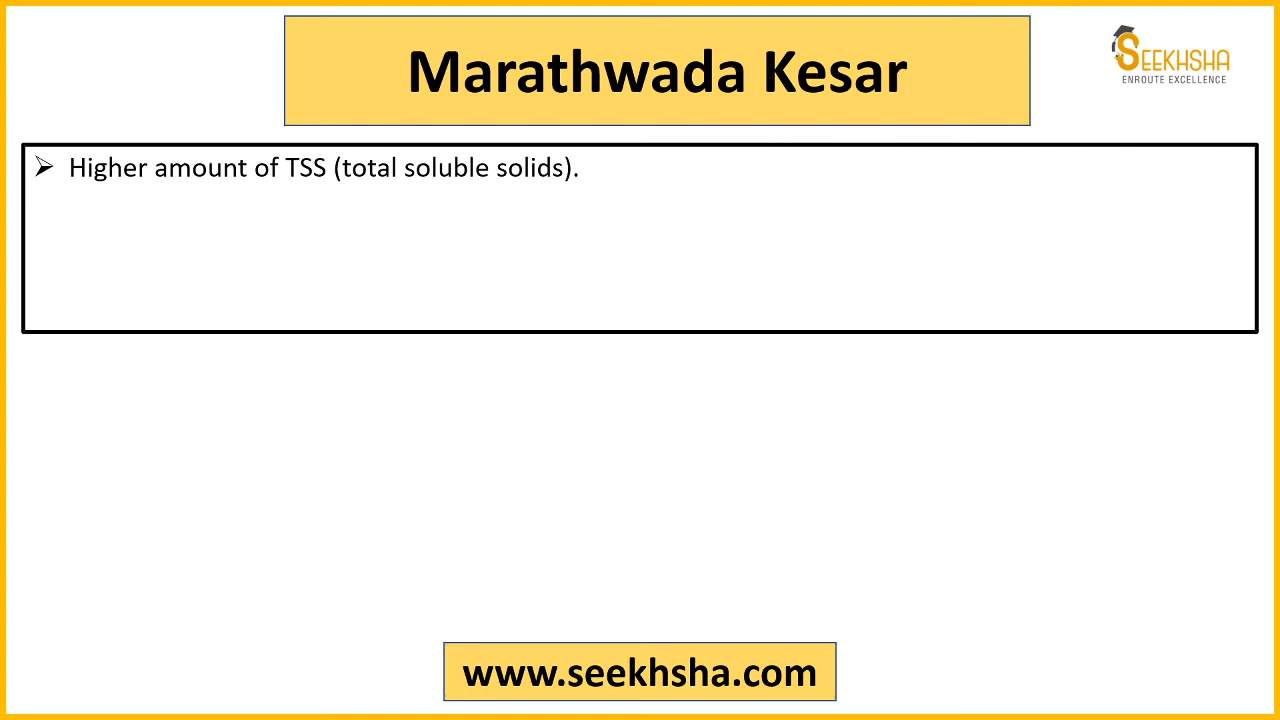 Marathwada Kesar
SEEKHSHA
ENROUTE EXCELLENCE
➢ Higher amount of TSS (total soluble solids).
www.seekhsha.com